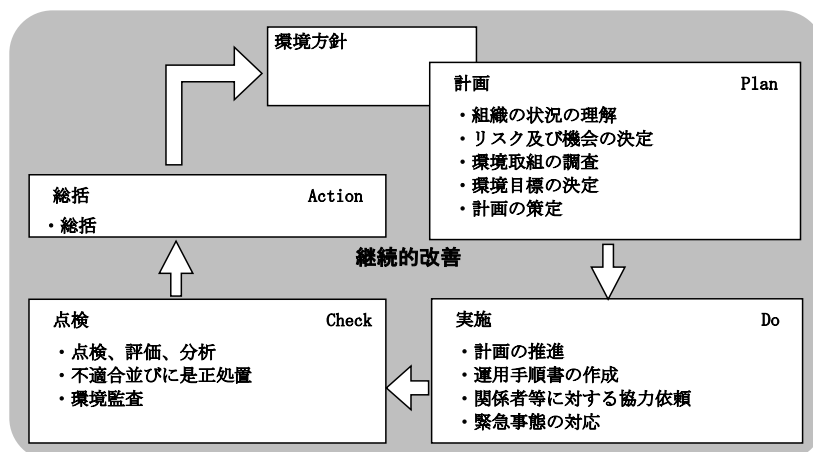 環境方針
計画 Plan
・組織の状況の理解
・リスク及び機会の決定
・環境取組の調査
・環境目標の決定
・計画の策定
総括 Action
・総括
継続的改善
点検 Check
・点検、評価、分析
・不適合並びに是正処置
・環境監査
実施 Do
・計画の推進
・運用手順書の作成
・関係者等に対する協力依頼
・緊急事態の対応